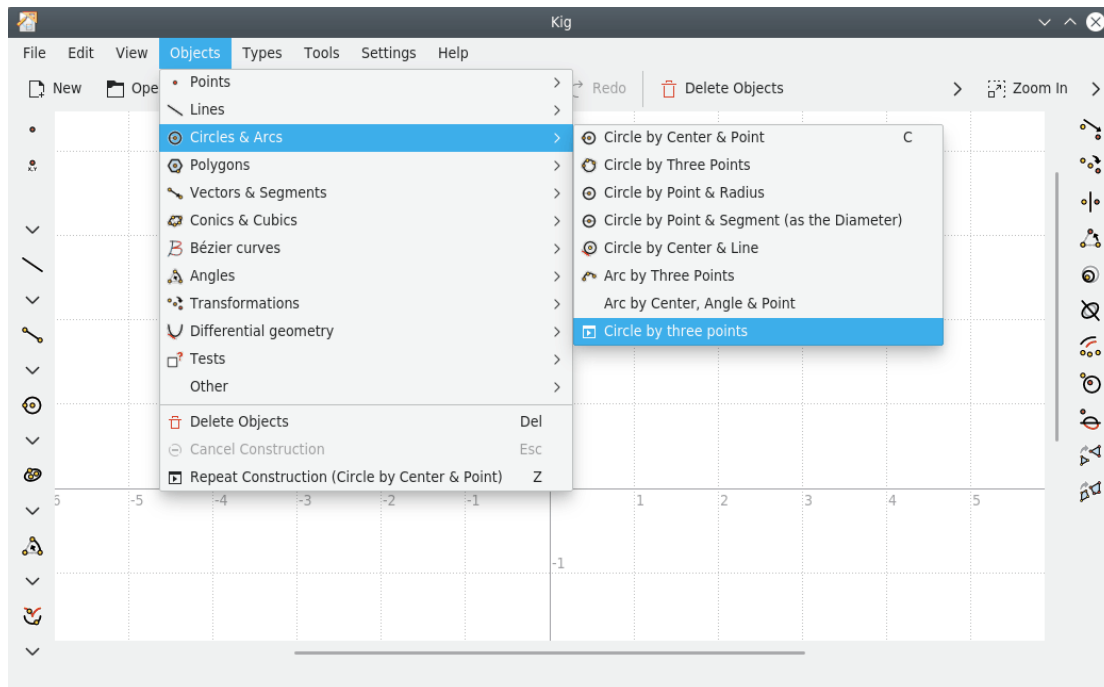 Kig
File Edit View Objects Types Tools Settings Help
New Ope Redo Delete Objects Zoom In
Points
Lines
Circles & Arcs
Polygons
Vectors & Segments
Conics & Cubics
Bézier curves
Angles
Transformations
Differential geometry
Tests
Other
Delete Objects Del
Cancel Construction Esc
Repeat Construction (Circle by Center & Point) Z
Circle by Center & Point C
Circle by Three Points
Circle by Point & Radius
Circle by Point & Segment (as the Diameter)
Circle by Center & Line
Arc by Three Points
Arc by Center, Angle & Point
Circle by three points
X,Y
-5 -4 -3 -2 -1 1 2 3 4 5
-1